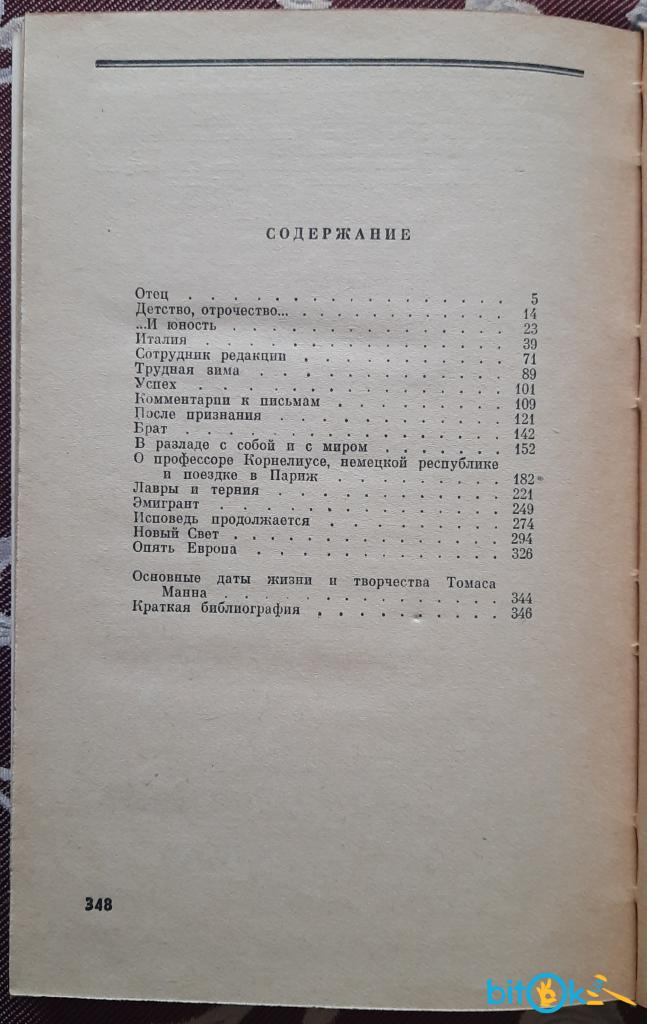 СОДЕРЖАНИЕ
Отец . . . . . . . . . . . . . . . . . . 5
Детство, отрочество... . . . . . . . . . . . 14
...И юность . . . . . . . . . . . . . . . 23
Италия . . . . . . . . . . . . . . . . . 39
Сотрудник редакции . . . . . . . . . . . 71
Трудная зима . . . . . . . . . . . . . . 89
Успех . . . . . . . . . . . . . . . . . 101
Комментарии к письмам . . . . . . . . . . 109
После признания . . . . . . . . . . . . . 121
Брат . . . . . . . . . . . . . . . . . . 142
В разладе с собой и с миром . . . . . . . 152
О профессоре Корнелиусе, немецкой республике
и поездке в Париж . . . . . . . . . . 182
Лавры и терния . . . . . . . . . . . . . 221
Эмигрант . . . . . . . . . . . . . . . . 249
Исповедь продолжается . . . . . . . . . . 274
Новый Свет . . . . . . . . . . . . . . . 294
Опять Европа . . . . . . . . . . . . . . 326
Основные даты жизни и творчества Томаса
Манна . . . . . . . . . . . . . . . . 344
Краткая библиография . . . . . . . . . . 346
348
bitok